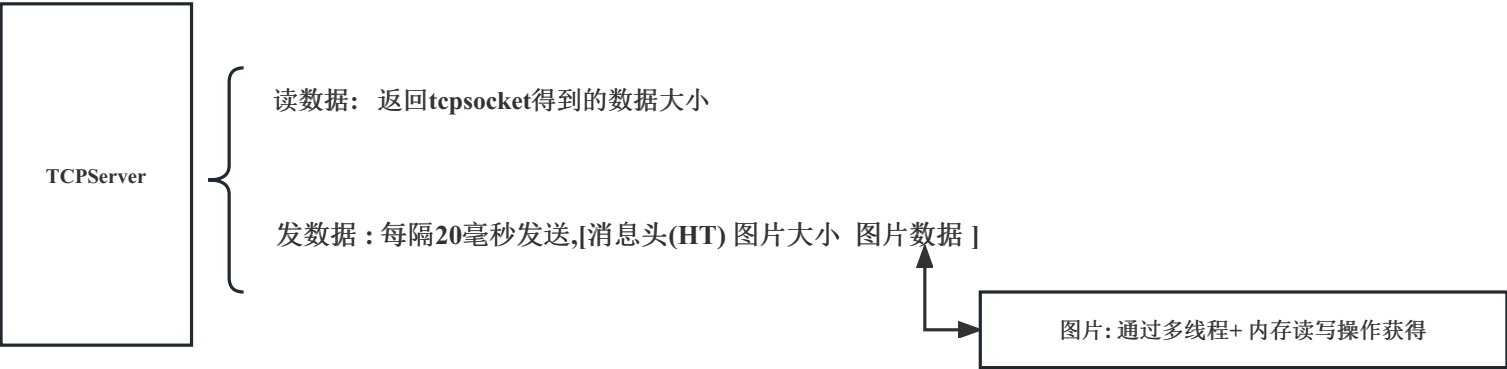 TCPServer
读数据： 返回tcpsocket得到的数据大小
发数据 : 每隔20毫秒发送,[消息头(HT) 图片大小 图片数据 ]
图片: 通过多线程+ 内存读写操作获得